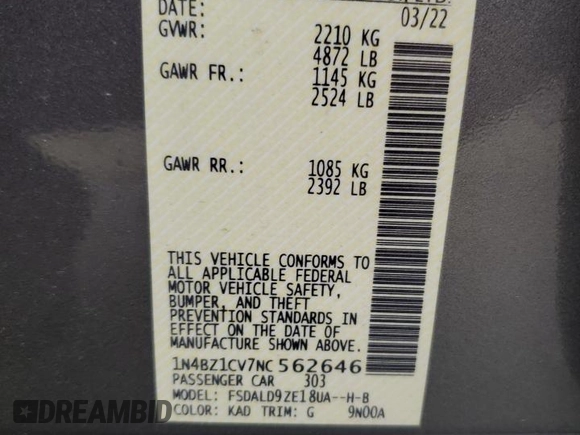 LTD.
DATE: 03/22
GVWR: 2210 KG
4872 LB
GAWR FR.: 1145 KG
2524 LB
GAWR RR.: 1085 KG
2392 LB
THIS VEHICLE CONFORMS TO
ALL APPLICABLE FEDERAL
MOTOR VEHICLE SAFETY,
BUMPER, AND THEFT
PREVENTION STANDARDS IN
EFFECT ON THE DATE OF
MANUFACTURE SHOWN ABOVE.
1N4BZ1CV7NC562646
PASSENGER CAR 303
MODEL: FSDALD9ZE18UA--H-B
COLOR: KAD TRIM: G 9N00A
© DREAMBID